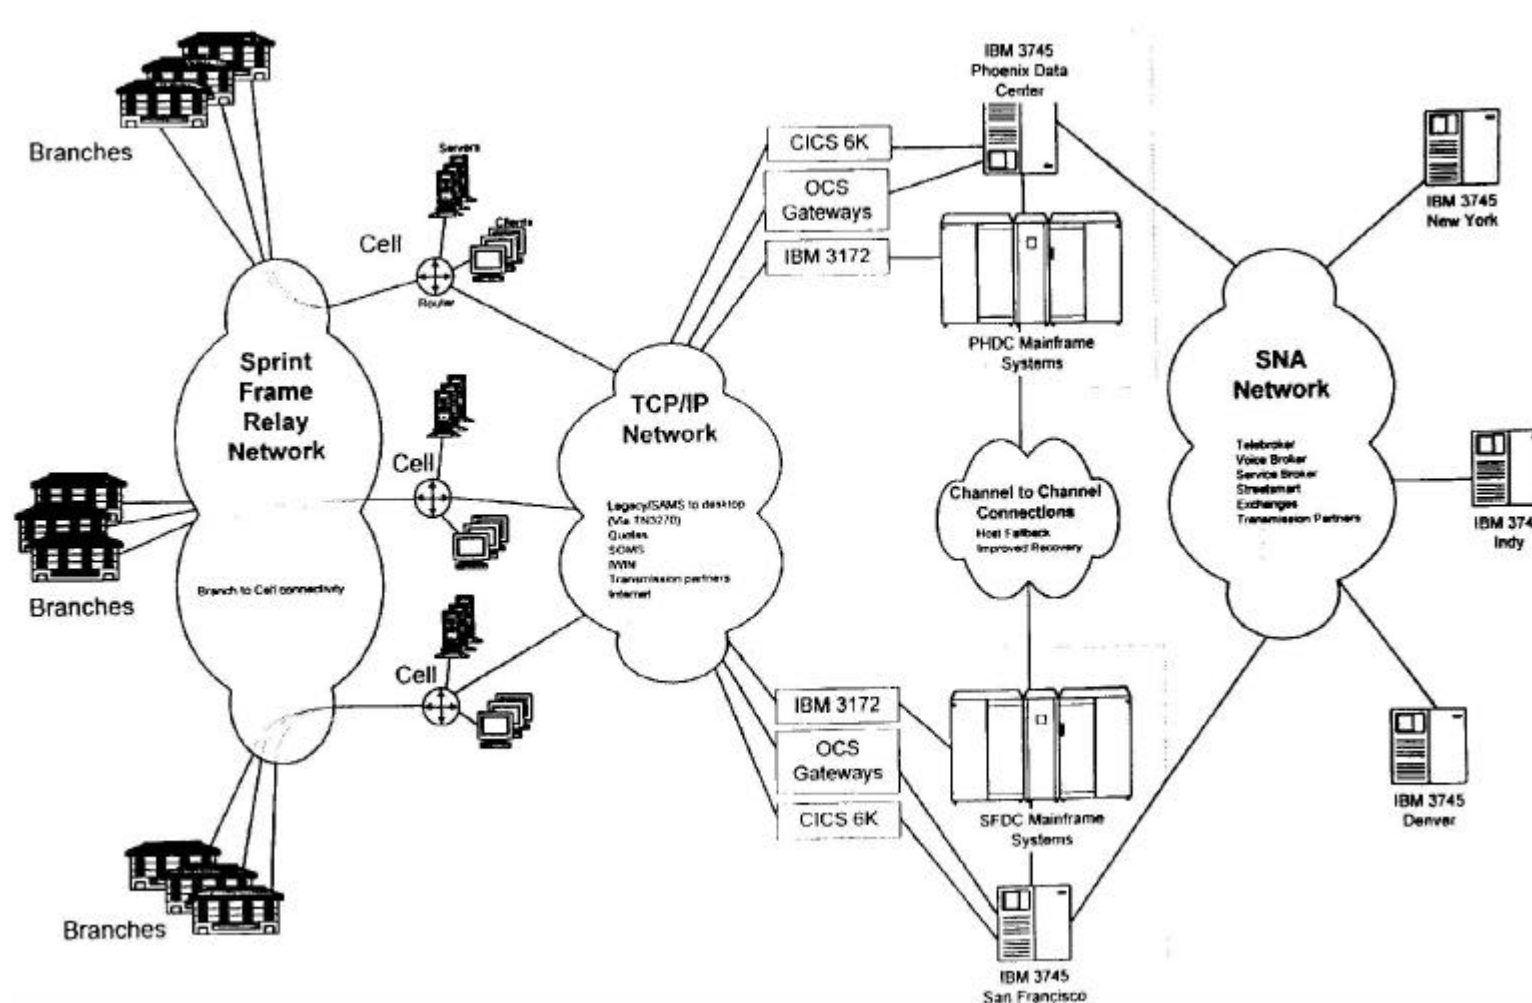 Branches
Servers
Clients
Cell
Router
Sprint
Frame
Relay
Network
Branch to Cell connectivity
Cell
Branches
Cell
Branches
TCP/IP
Network
Legacy/SAMS to desktop
(Via TN3270)
Quotes
SOMS
IWIN
Transmission partners
Internet
CICS 6K
OCS
Gateways
IBM 3172
IBM 3745
Phoenix Data
Center
PHDC Mainframe
Systems
Channel to Channel
Connections
Host Fallback
Improved Recovery
IBM 3172
OCS
Gateways
CICS 6K
SFDC Mainframe
Systems
IBM 3745
San Francisco
SNA
Network
Telebroker
Voice Broker
Service Broker
Streetsmart
Exchanges
Transmission Partners
IBM 3745
New York
IBM 374
Indy
IBM 3745
Denver